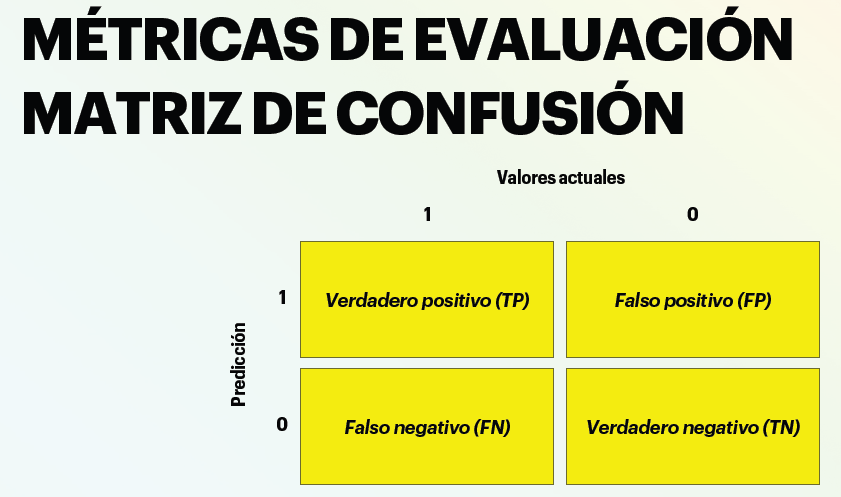 MÉTRICAS DE EVALUACIÓN
MATRIZ DE CONFUSIÓN
Valores actuales
1 0
1 Verdadero positivo (TP) Falso positivo (FP)
Predicción
0 Falso negativo (FN) Verdadero negativo (TN)